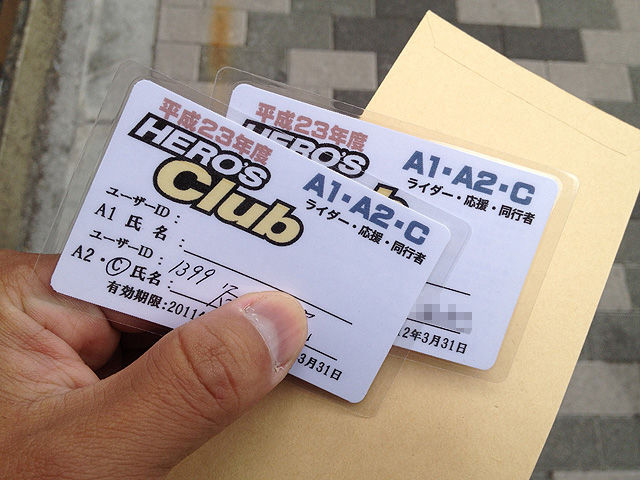 平成23年度
HERO'S
Club
A1・A2・C
ライダー・応援・同行者
ユーザーID:
A1 氏 名:
ユーザーID: 1399
A2・C 氏名:
有効期限:2011
3月31日
平成23年度
HERO'S
A1・A2・C
ライダー・応援・同行者
2年3月31日